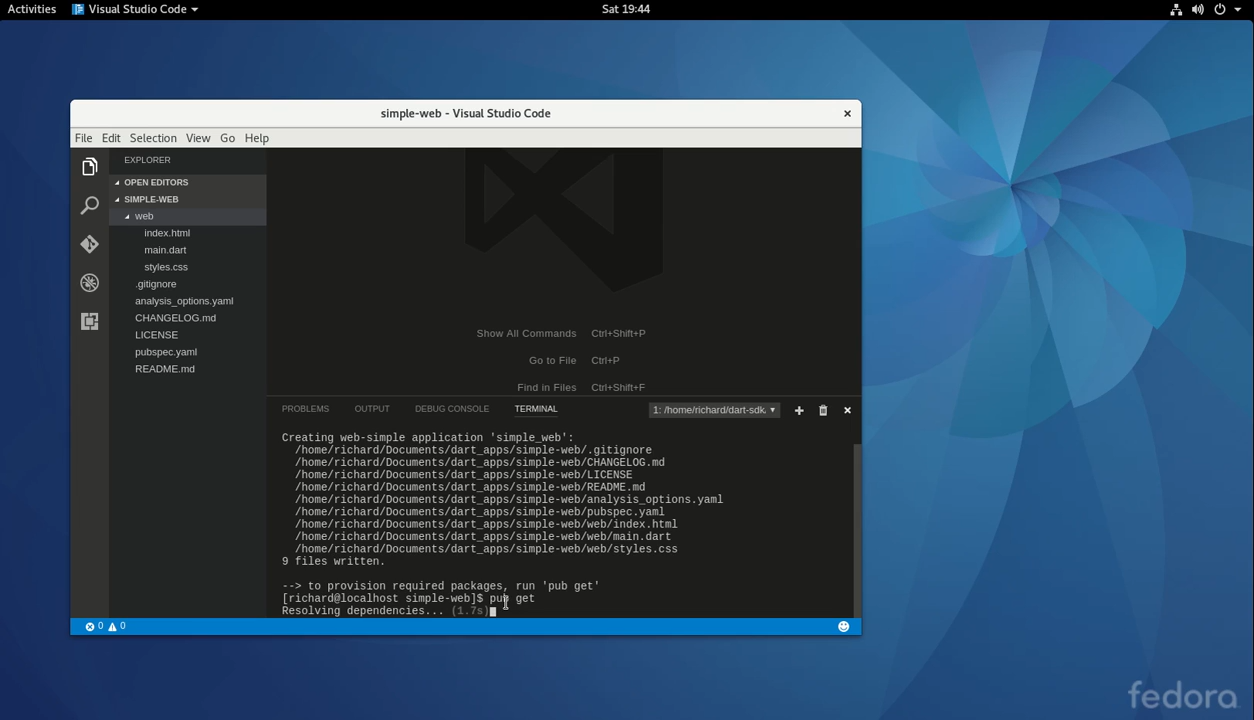 Activities Visual Studio Code Sat 19:44
simple-web - Visual Studio Code
File Edit Selection View Go Help
EXPLORER
OPEN EDITORS
SIMPLE-WEB
web
index.html
main.dart
styles.css
.gitignore
analysis_options.yaml
CHANGELOG.md
LICENSE
pubspec.yaml
README.md
Show All Commands Ctrl+Shift+P
Go to File Ctrl+P
Find in Files Ctrl+Shift+F
PROBLEMS OUTPUT DEBUG CONSOLE TERMINAL 1: /home/richard/dart-sdk
Creating web-simple application 'simple_web':
/home/richard/Documents/dart_apps/simple-web/.gitignore
/home/richard/Documents/dart_apps/simple-web/CHANGELOG.md
/home/richard/Documents/dart_apps/simple-web/LICENSE
/home/richard/Documents/dart_apps/simple-web/README.md
/home/richard/Documents/dart_apps/simple-web/analysis_options.yaml
/home/richard/Documents/dart_apps/simple-web/pubspec.yaml
/home/richard/Documents/dart_apps/simple-web/web/index.html
/home/richard/Documents/dart_apps/simple-web/web/main.dart
/home/richard/Documents/dart_apps/simple-web/web/styles.css
9 files written.
--> to provision required packages, run 'pub get'
[richard@localhost simple-web]$ pub get
Resolving dependencies... (1.7s)
0 0
fedora